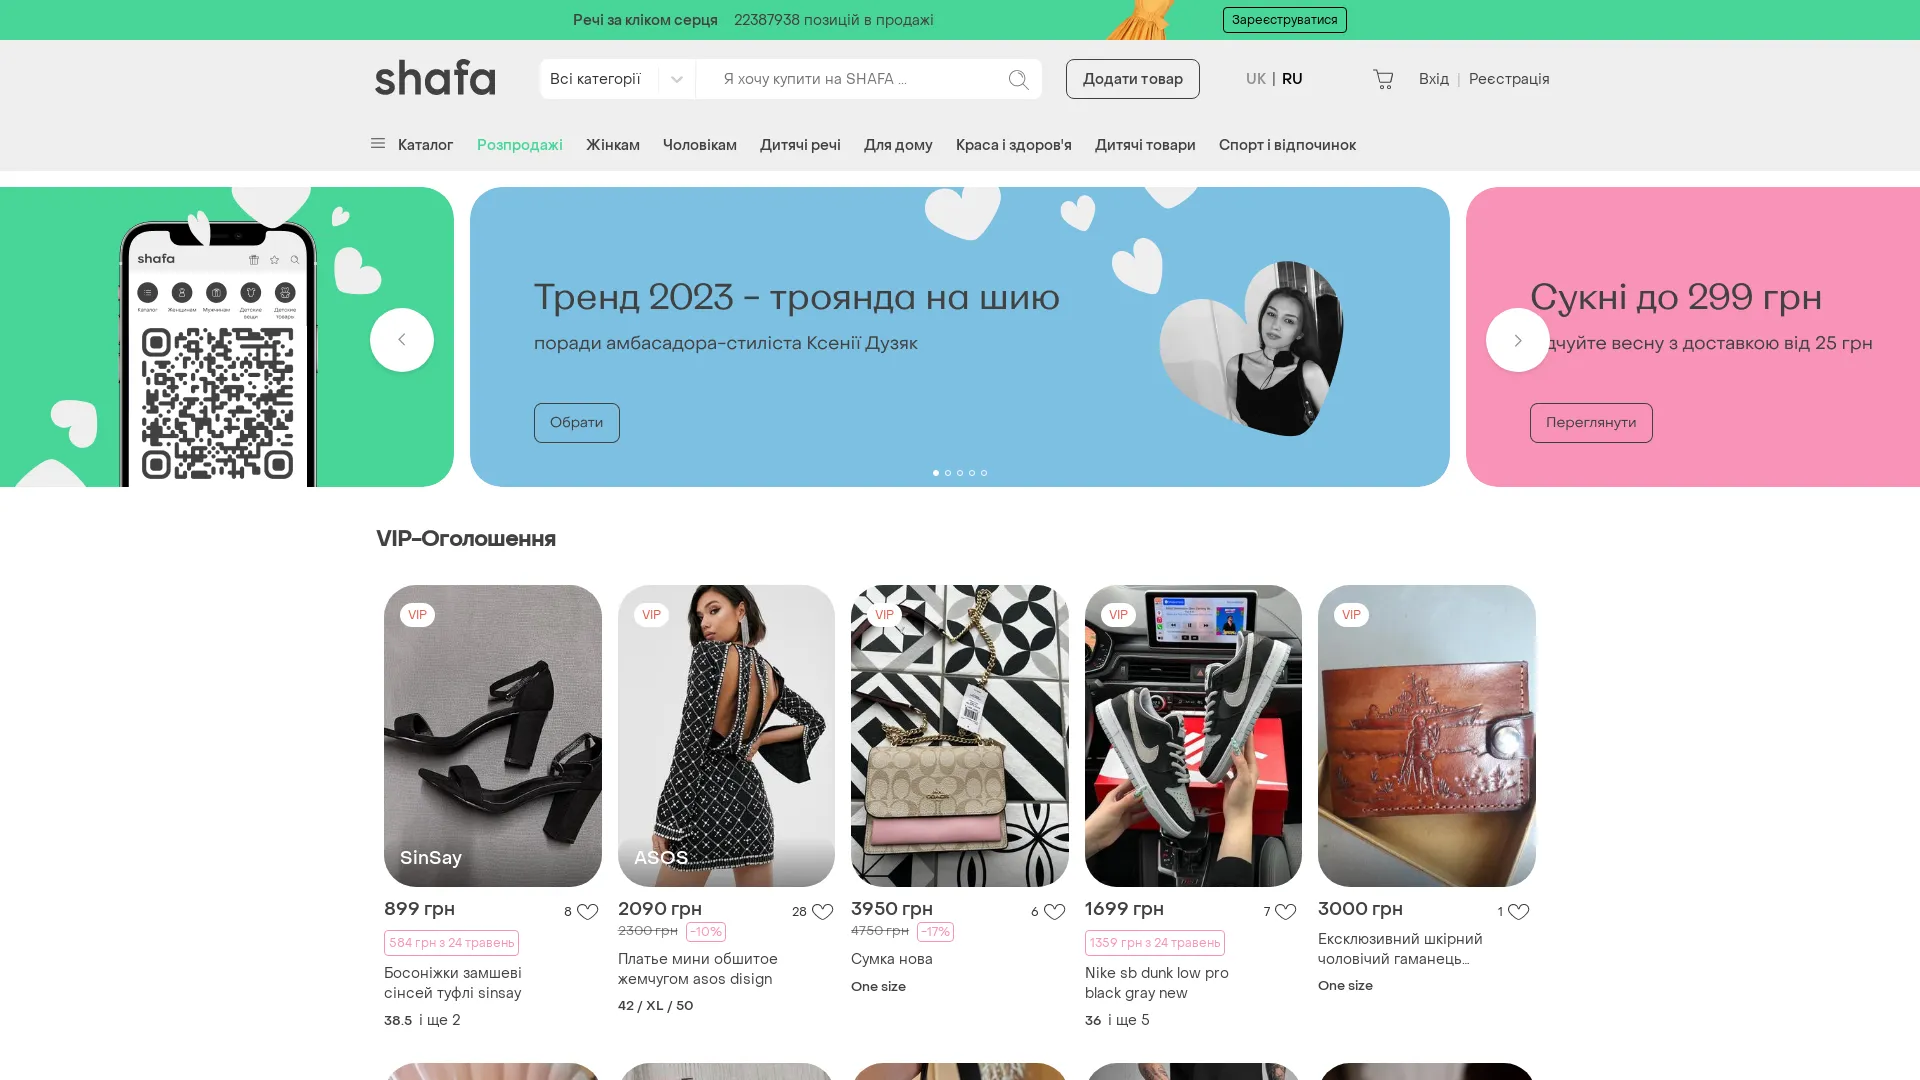 Речі за кліком серця 22387938 позицій в продажі Зареєструватися
shafa Всі категорії Я хочу купити на SHAFA ... Додати товар UK | RU Вхід | Реєстрація
Каталог Розпродажі Жінкам Чоловікам Дитячі речі Для дому Краса і здоров'я Дитячі товари Спорт і відпочинок
shafa
Каталог Женщинам Мужчинам Детские вещи Детские товары
Тренд 2023 - троянда на шию
поради амбасадора-стиліста Ксенії Дузяк
Обрати
Сукні до 299 грн
дчуйте весну з доставкою від 25 грн
Переглянути
VIP-Оголошення
VIP
SinSay
899 грн 8
584 грн з 24 травень
Босоніжки замшеві
сінсей туфлі sinsay
38.5 і ще 2
VIP
ASOS
2090 грн 28
2300 грн -10%
Платье мини обшитое
жемчугом asos disign
42 / XL / 50
VIP
COACH
3950 грн 6
4750 грн -17%
Сумка нова
One size
VIP
1699 грн 7
1359 грн з 24 травень
Nike sb dunk low pro
black gray new
36 і ще 5
VIP
3000 грн 1
Ексклюзивний шкірний
чоловічий гаманець...
One size